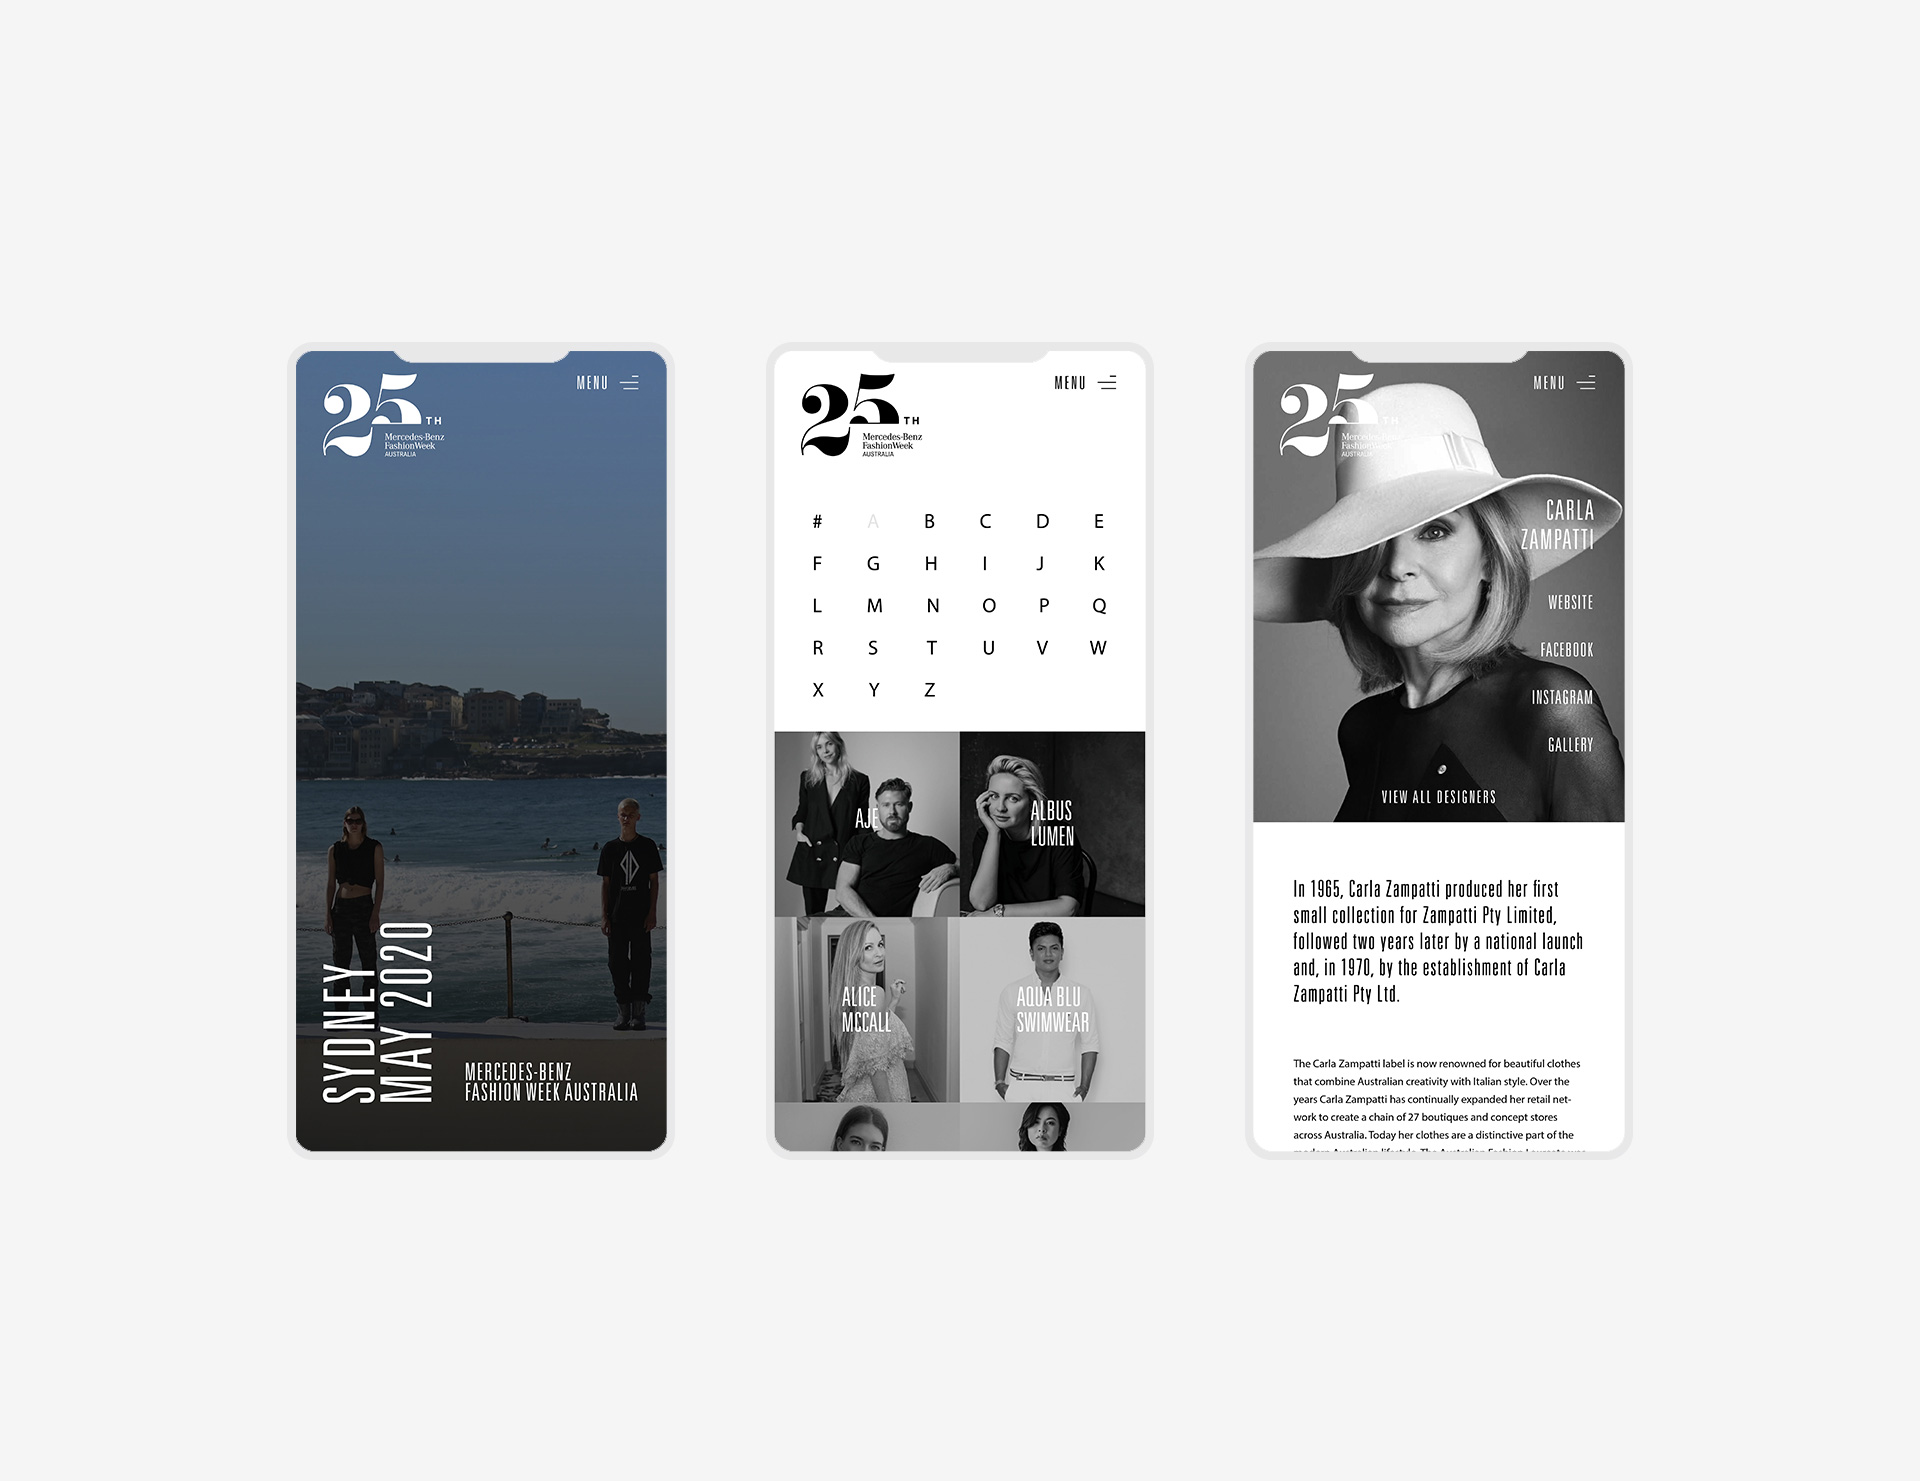 25TH
Mercedes-Benz
FashionWeek
AUSTRALIA
MENU
SYDNEY
MAY 2020
MERCEDES-BENZ
FASHION WEEK AUSTRALIA
25TH
Mercedes-Benz
FashionWeek
AUSTRALIA
MENU
# A B C D E
F G H I J K
L M N O P Q
R S T U V W
X Y Z
AJE
ALBUS
LUMEN
ALICE
MCCALL
AQUA BLU
SWIMWEAR
25TH
Mercedes-Benz
FashionWeek
AUSTRALIA
MENU
CARLA
ZAMPATTI
WEBSITE
FACEBOOK
INSTAGRAM
GALLERY
VIEW ALL DESIGNERS
In 1965, Carla Zampatti produced her first
small collection for Zampatti Pty Limited,
followed two years later by a national launch
and, in 1970, by the establishment of Carla
Zampatti Pty Ltd.
The Carla Zampatti label is now renowned for beautiful clothes
that combine Australian creativity with Italian style. Over the
years Carla Zampatti has continually expanded her retail net-
work to create a chain of 27 boutiques and concept stores
across Australia. Today her clothes are a distinctive part of the